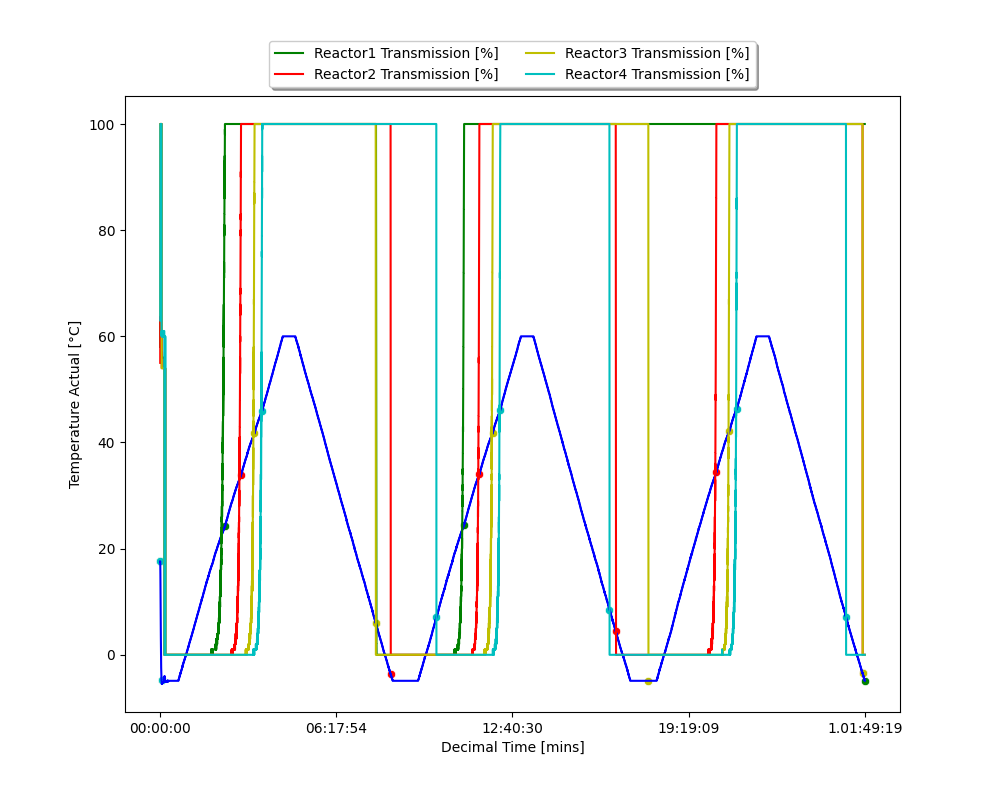 Reactor1 Transmission [%]
Reactor2 Transmission [%]
Reactor3 Transmission [%]
Reactor4 Transmission [%]
Temperature Actual [°C]
100
80
60
40
20
0
00:00:00
06:17:54
12:40:30
19:19:09
1.01:49:19
Decimal Time [mins]